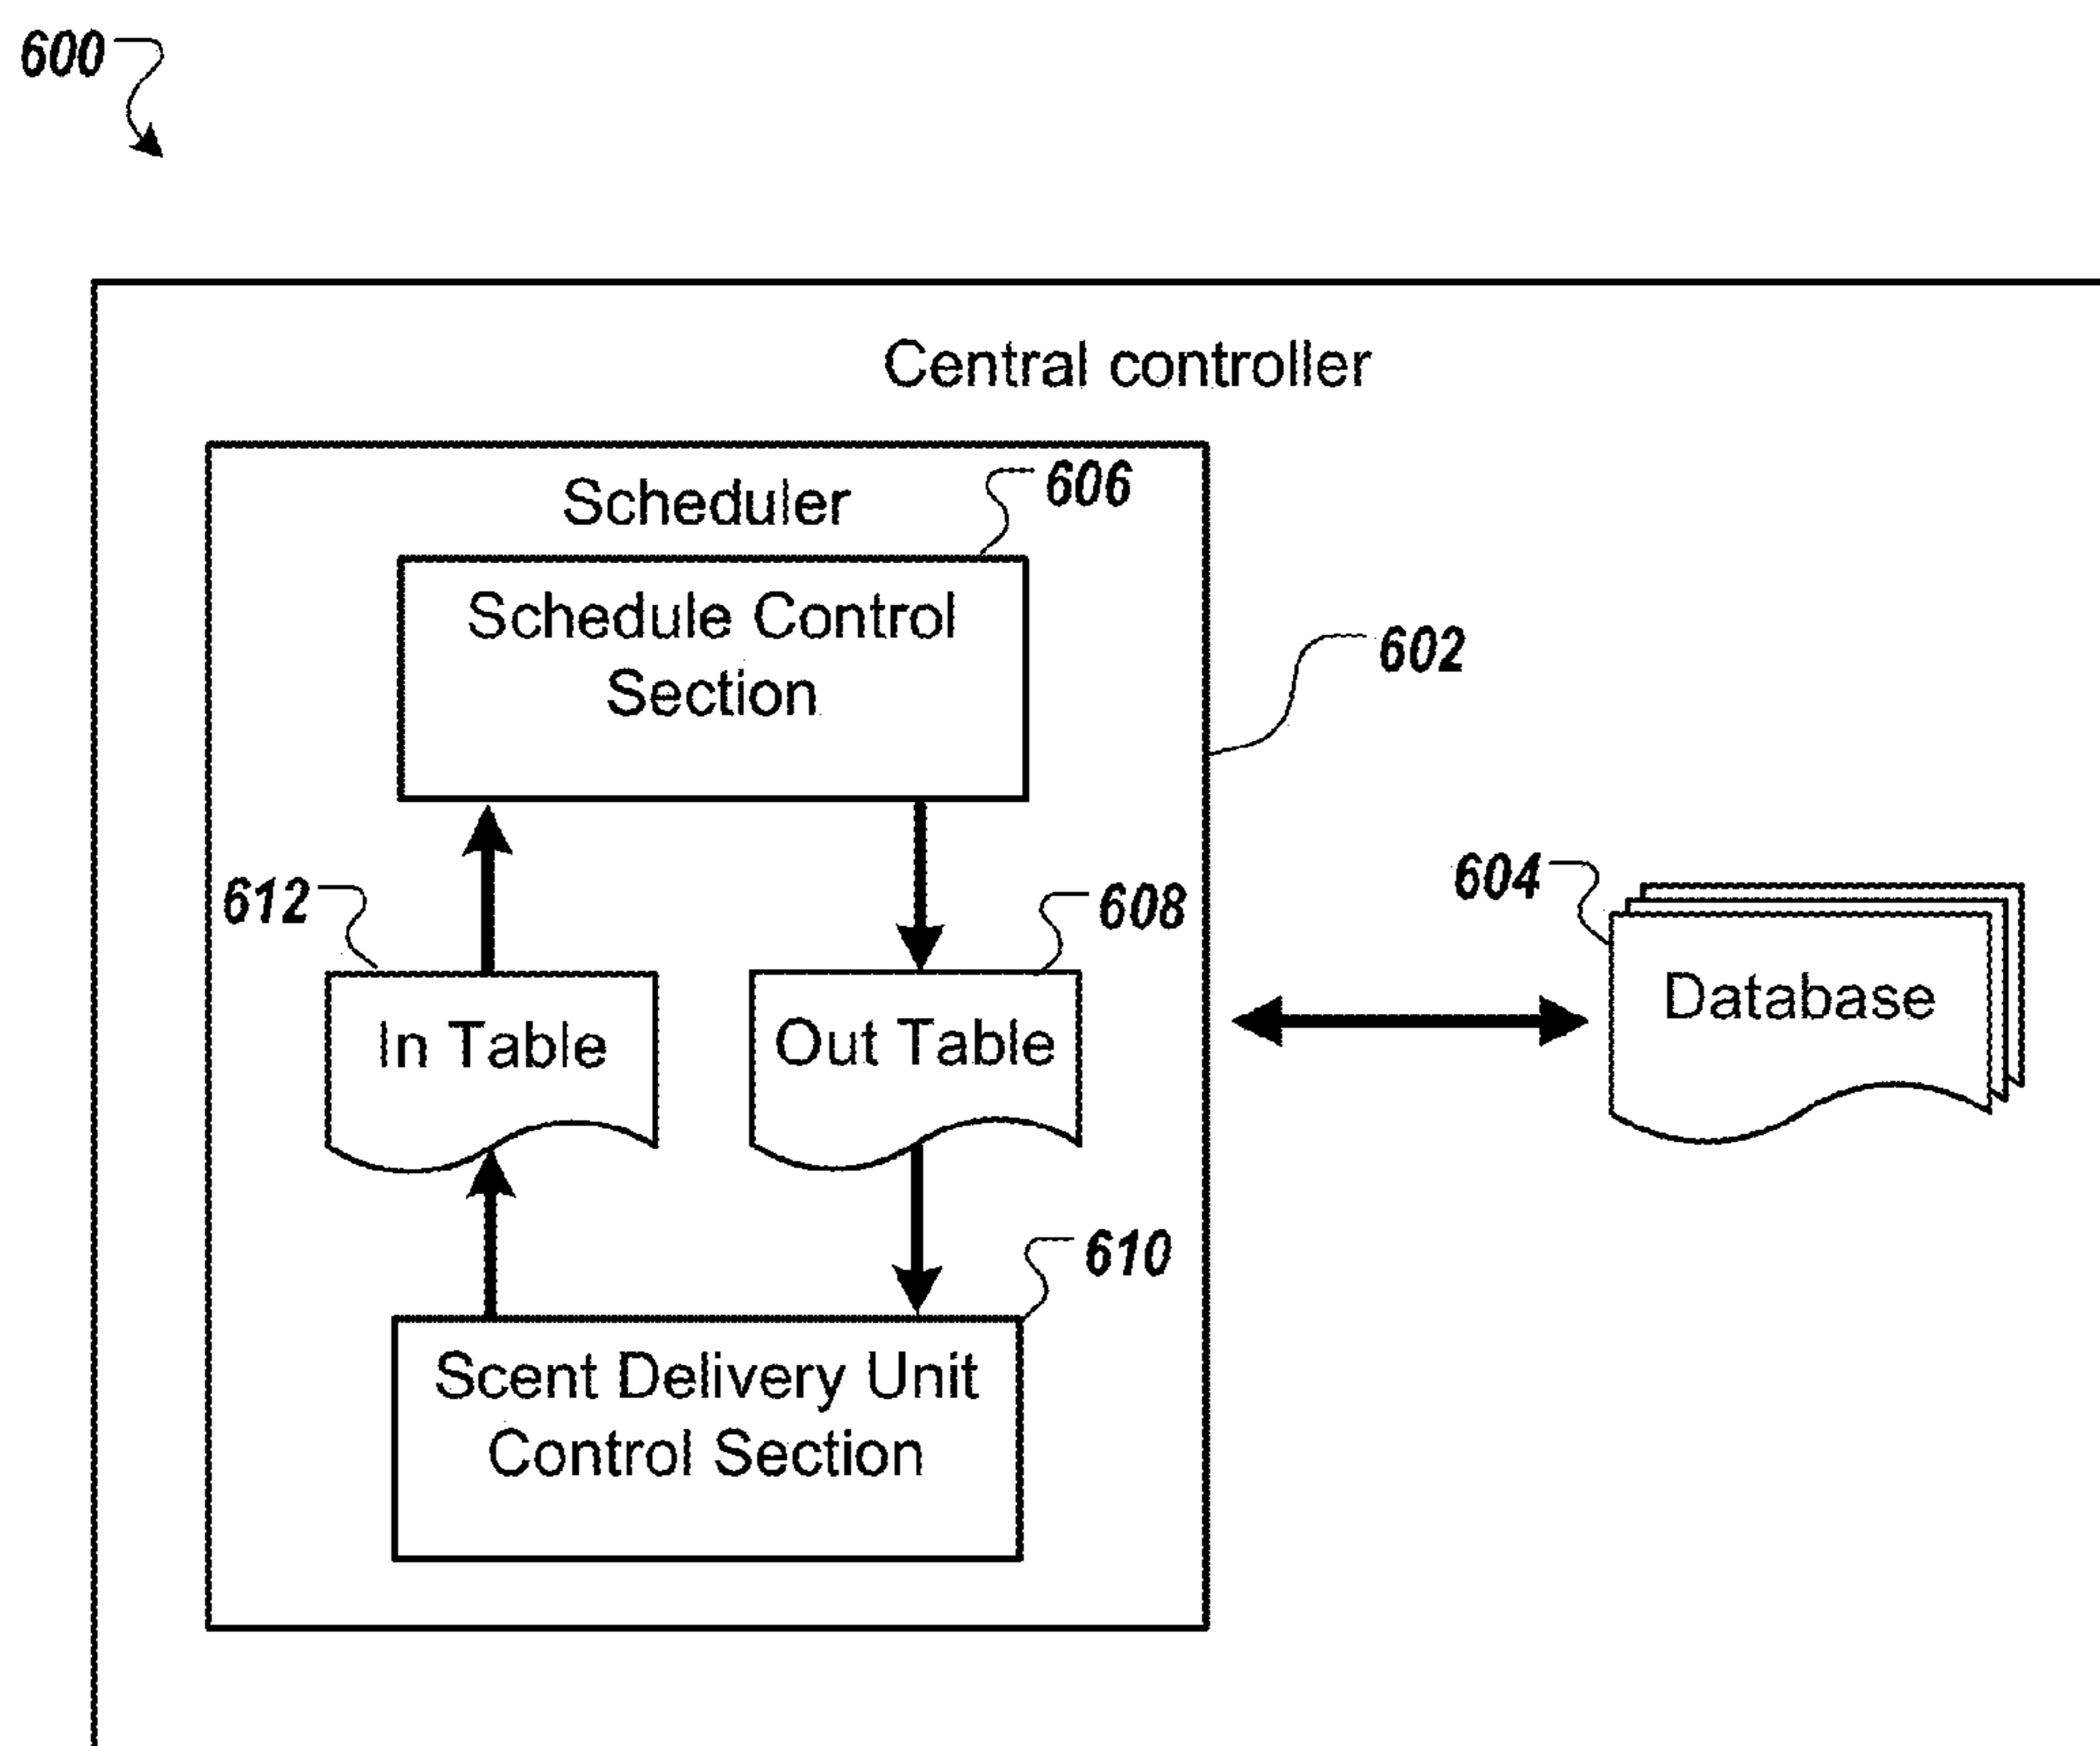 600
Central controller
Scheduler
606
Schedule Control
Section
602
612
608
604
In Table
Out Table
Database
610
Scent Delivery Unit
Control Section